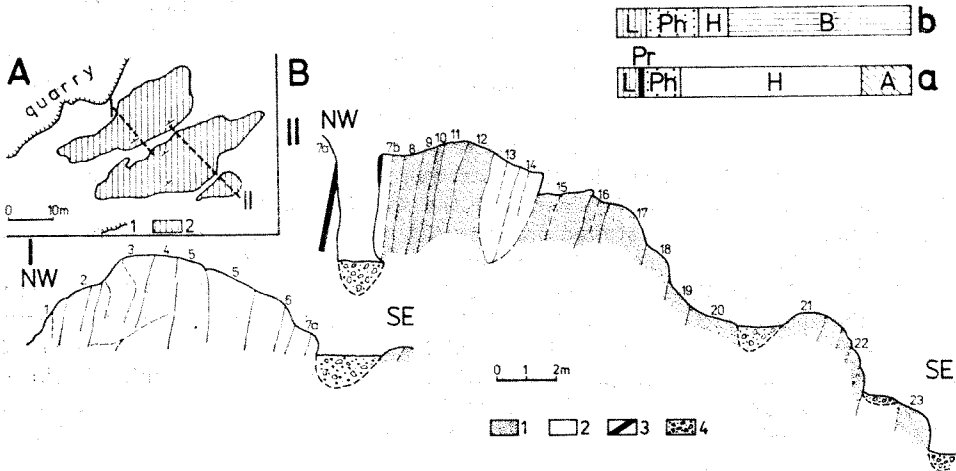 L Ph H B b
Pr
L Ph H A a
A
quarry
II
0 10m
1 2
B
II NW
7a
7b 8 9 10 11 12 13 14 15 16 17 18 19 20 21 22 23
SE
I
NW
1 2 3 4 5 5 6 7a
SE
0 1 2m
1 2 3 4